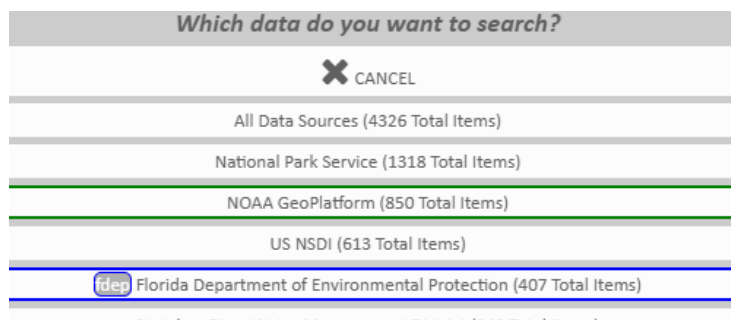 Which data do you want to search?
CANCEL
All Data Sources (4326 Total Items)
National Park Service (1318 Total Items)
NOAA GeoPlatform (850 Total Items)
US NSDI (613 Total Items)
fdep Florida Department of Environmental Protection (407 Total Items)